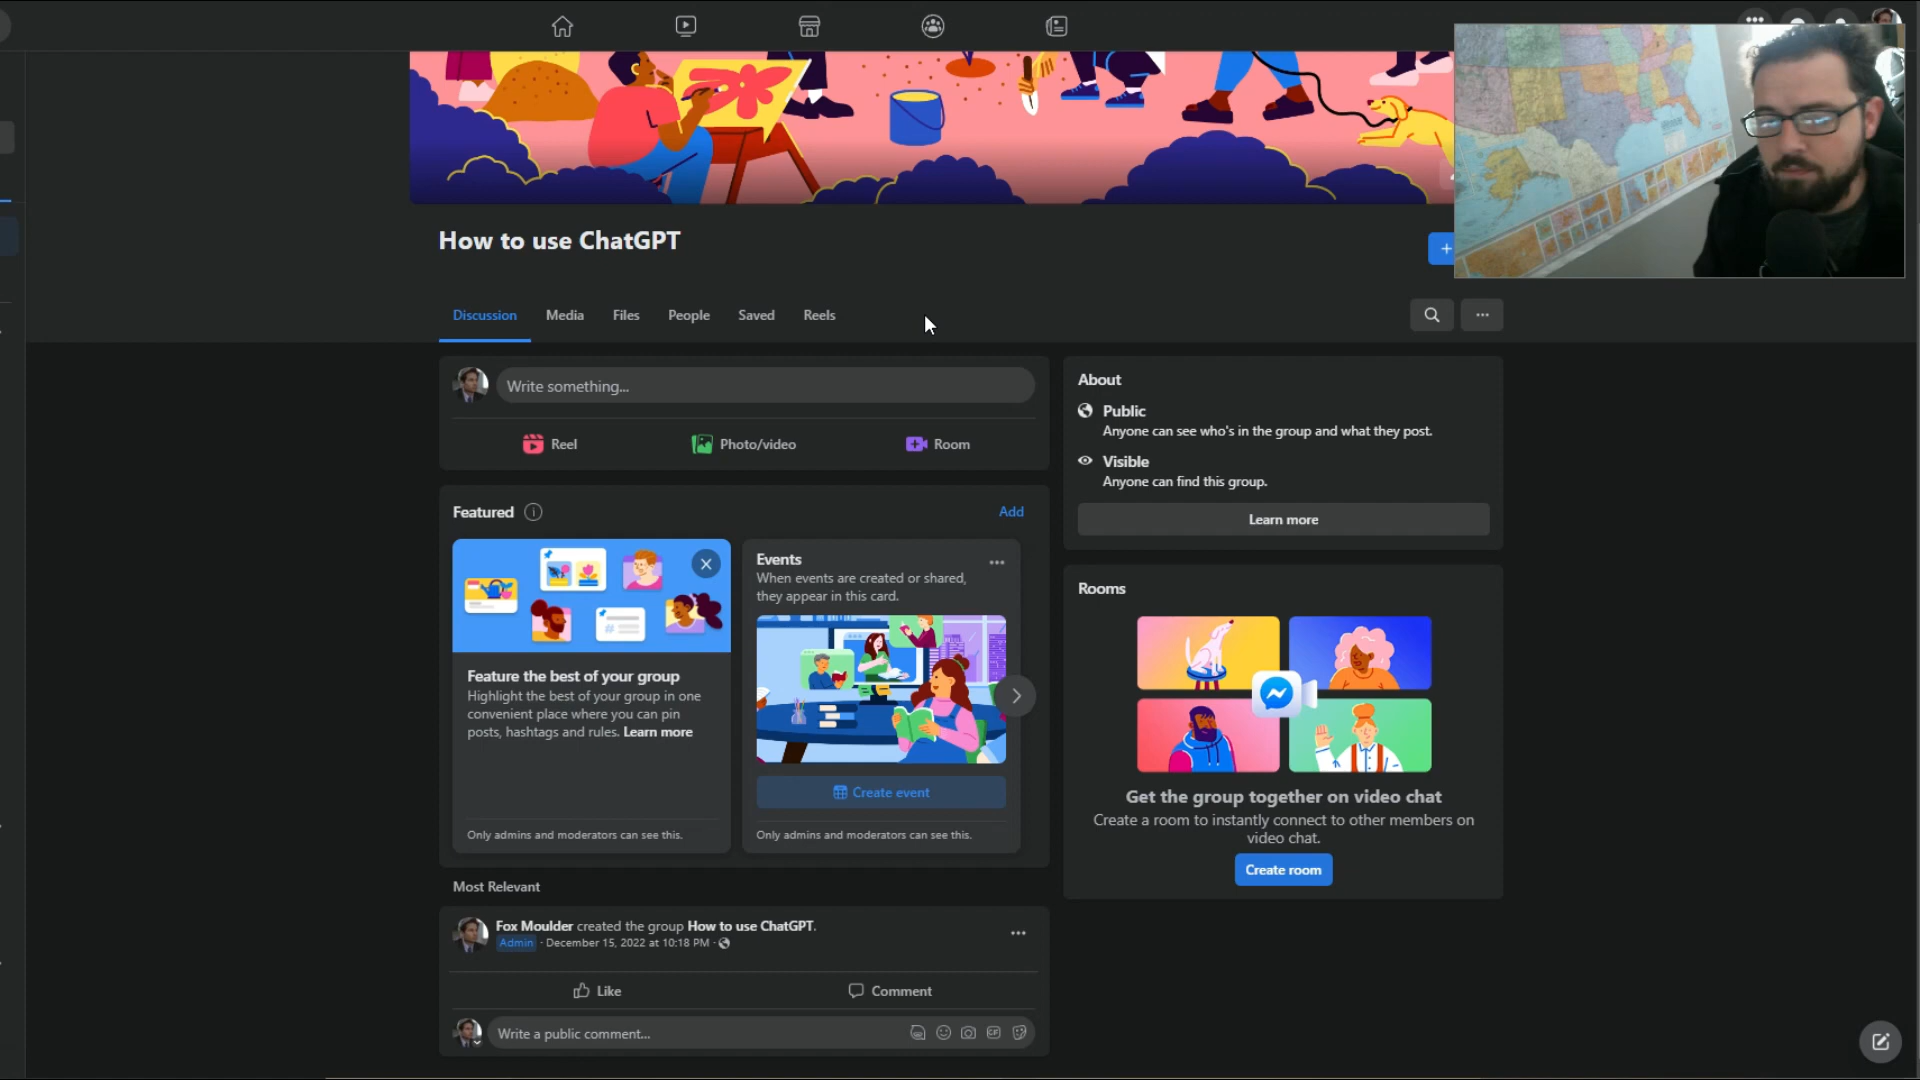 How to use ChatGPT
+
Discussion
Media
Files
People
Saved
Reels
Write something...
Reel
Photo/video
Room
Featured
Add
Feature the best of your group
Highlight the best of your group in one
convenient place where you can pin
posts, hashtags and rules. Learn more
Only admins and moderators can see this.
Events
When events are created or shared,
they appear in this card.
Create event
Only admins and moderators can see this.
Most Relevant
Fox Moulder created the group How to use ChatGPT.
Admin · December 15, 2022 at 10:18 PM ·
Like
Comment
Write a public comment...
GIF
About
Public
Anyone can see who's in the group and what they post.
Visible
Anyone can find this group.
Learn more
Rooms
Get the group together on video chat
Create a room to instantly connect to other members on
video chat.
Create room